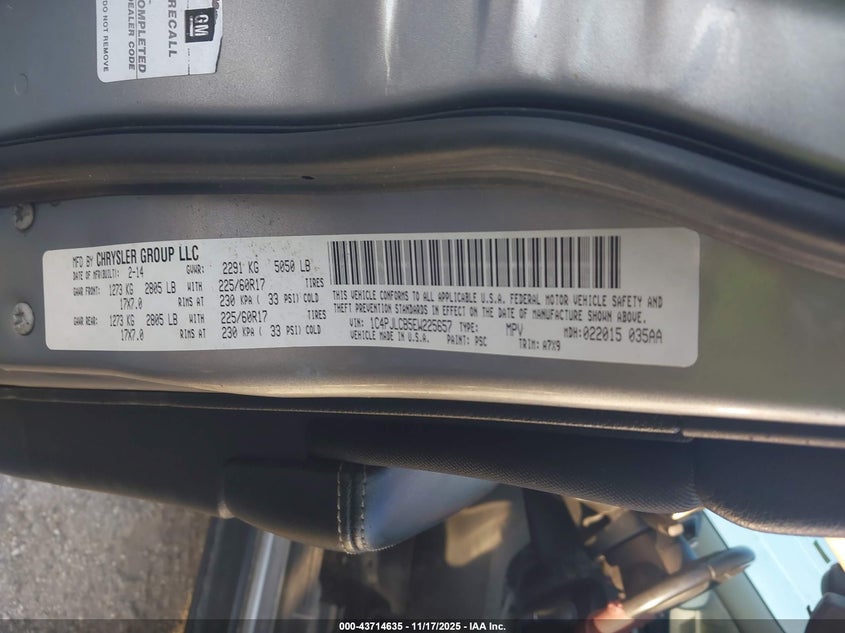 GM
RECALL
COMPLETED
DEALER CODE
DO NOT REMOVE
MFD BY CHRYSLER GROUP LLC
DATE OF MFR(BUILT): 2-14 GVWR: 2291 KG 5050 LB
GAWR FRONT: 1273 KG 2805 LB WITH 225/60R17 TIRES
17X7.0 RIMS AT 230 KPA ( 33 PSI) COLD
GAWR REAR: 1273 KG 2805 LB WITH 225/60R17 TIRES
17X7.0 RIMS AT 230 KPA ( 33 PSI) COLD
THIS VEHICLE CONFORMS TO ALL APPLICABLE U.S.A. FEDERAL MOTOR VEHICLE SAFETY AND
THEFT PREVENTION STANDARDS IN EFFECT ON THE DATE OF MANUFACTURE SHOWN ABOVE.
VIN: 1C4PJLCB5EW225657 TYPE: MPV MDH:022015 035AA
VEHICLE MADE IN U.S.A. PAINT: PSC TRIM: A7X9
000-43714635 - 11/17/2025 - IAA Inc.